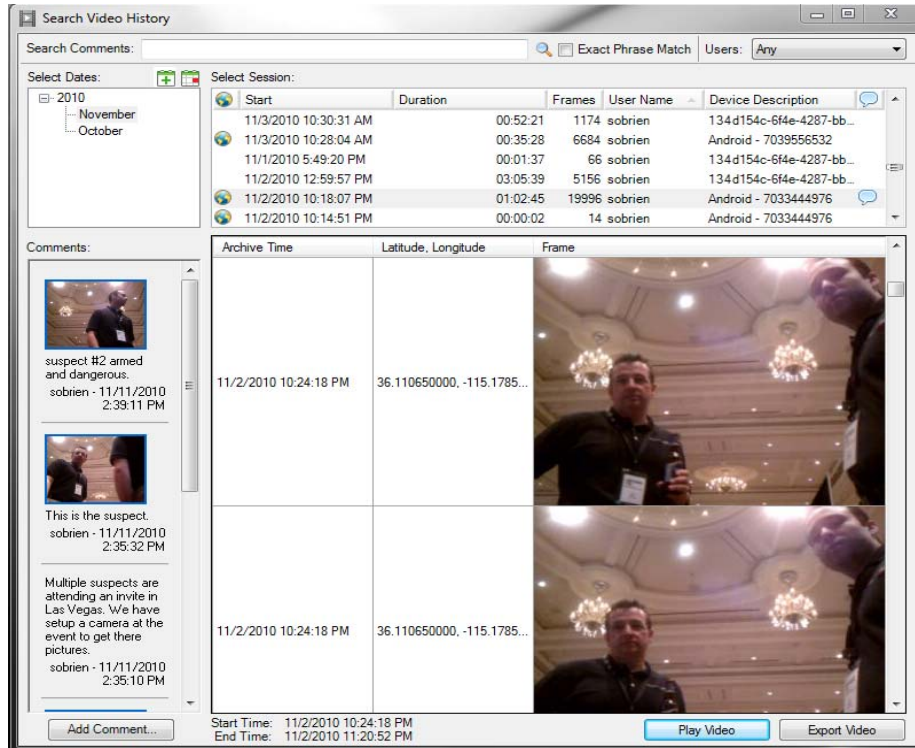 Search Video History
Search Comments:
Exact Phrase Match
Users:
Any
Select Dates:
2010
November
October
Select Session:
Start Duration Frames User Name Device Description
11/3/2010 10:30:31 AM 00:52:21 1174 sobrien 134d154c-6f4e-4287-bb...
11/3/2010 10:28:04 AM 00:35:28 6684 sobrien Android - 7039556532
11/1/2010 5:49:20 PM 00:01:37 66 sobrien 134d154c-6f4e-4287-bb...
11/2/2010 12:59:57 PM 03:05:39 5156 sobrien 134d154c-6f4e-4287-bb...
11/2/2010 10:18:07 PM 01:02:45 19996 sobrien Android - 7033444976
11/2/2010 10:14:51 PM 00:00:02 14 sobrien Android - 7033444976
Comments:
suspect #2 armed
and dangerous.
sobrien - 11/11/2010
2:39:11 PM
This is the suspect.
sobrien - 11/11/2010
2:35:32 PM
Multiple suspects are
attending an invite in
Las Vegas. We have
setup a camera at the
event to get there
pictures.
sobrien - 11/11/2010
2:35:10 PM
Add Comment...
Archive Time Latitude, Longitude Frame
11/2/2010 10:24:18 PM 36.110650000, -115.1785...
11/2/2010 10:24:18 PM 36.110650000, -115.1785...
Start Time: 11/2/2010 10:24:18 PM
End Time: 11/2/2010 11:20:52 PM
Play Video
Export Video